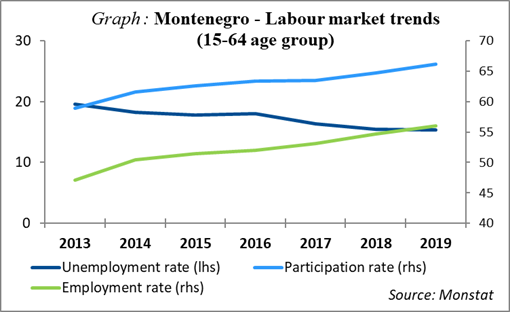 Graph : Montenegro - Labour market trends
(15-64 age group)
30 70
65
20 60
55
10 50
45
0 40
2013 2014 2015 2016 2017 2018 2019
Unemployment rate (lhs) Participation rate (rhs)
Employment rate (rhs)
Source: Monstat